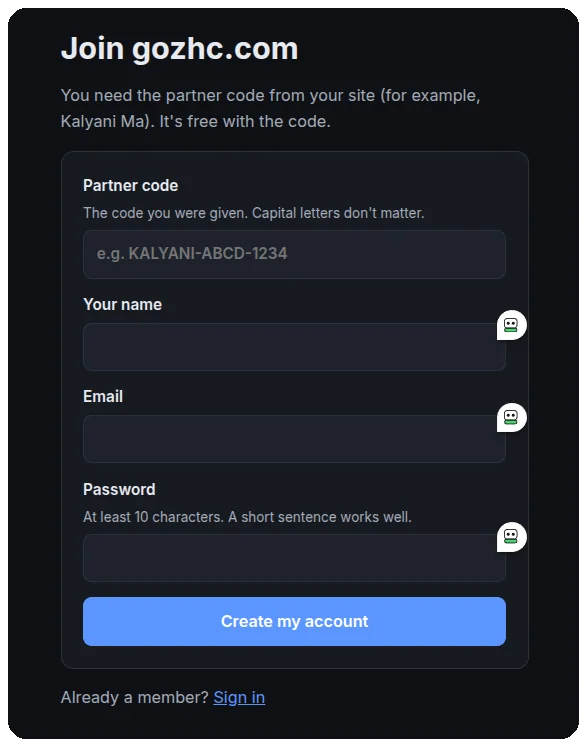 Join gozhc.com
You need the partner code from your site (for example,
Kalyani Ma). It's free with the code.
Partner code
The code you were given. Capital letters don't matter.
e.g. KALYANI-ABCD-1234
Your name
Email
Password
At least 10 characters. A short sentence works well.
Create my account
Already a member? Sign in